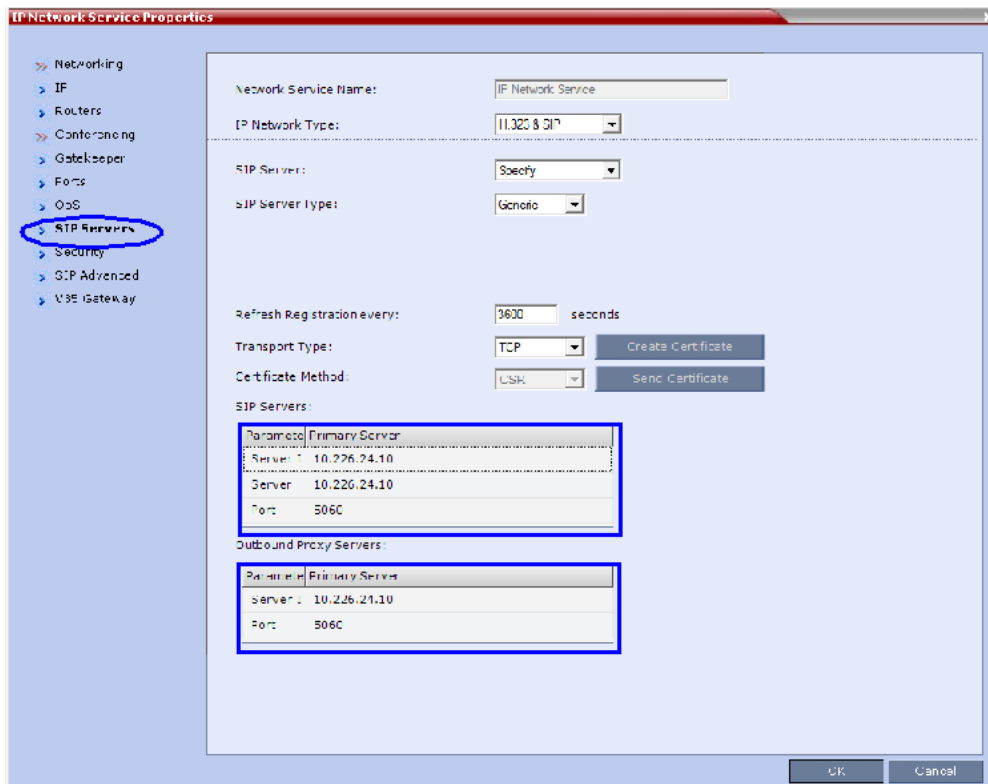 IP Network Service Properties
Networking
IP
Routers
Conferencing
Gatekeeper
Ports
QoS
SIP Servers
Security
SIP Advanced
V35 Gateway
Network Service Name: IP Network Service
IP Network Type: H.323 & SIP
SIP Server: Specify
SIP Server Type: Generic
Refresh Registration every: 3600 seconds
Transport Type: TCP Create Certificate
Certificate Method: CSR Send Certificate
SIP Servers:
Paramete Primary Server
Server I 10.226.24.10
Server 10.226.24.10
Port 5060
Outbound Proxy Servers:
Paramete Primary Server
Server I 10.226.24.10
Port 5060
OK Cancel